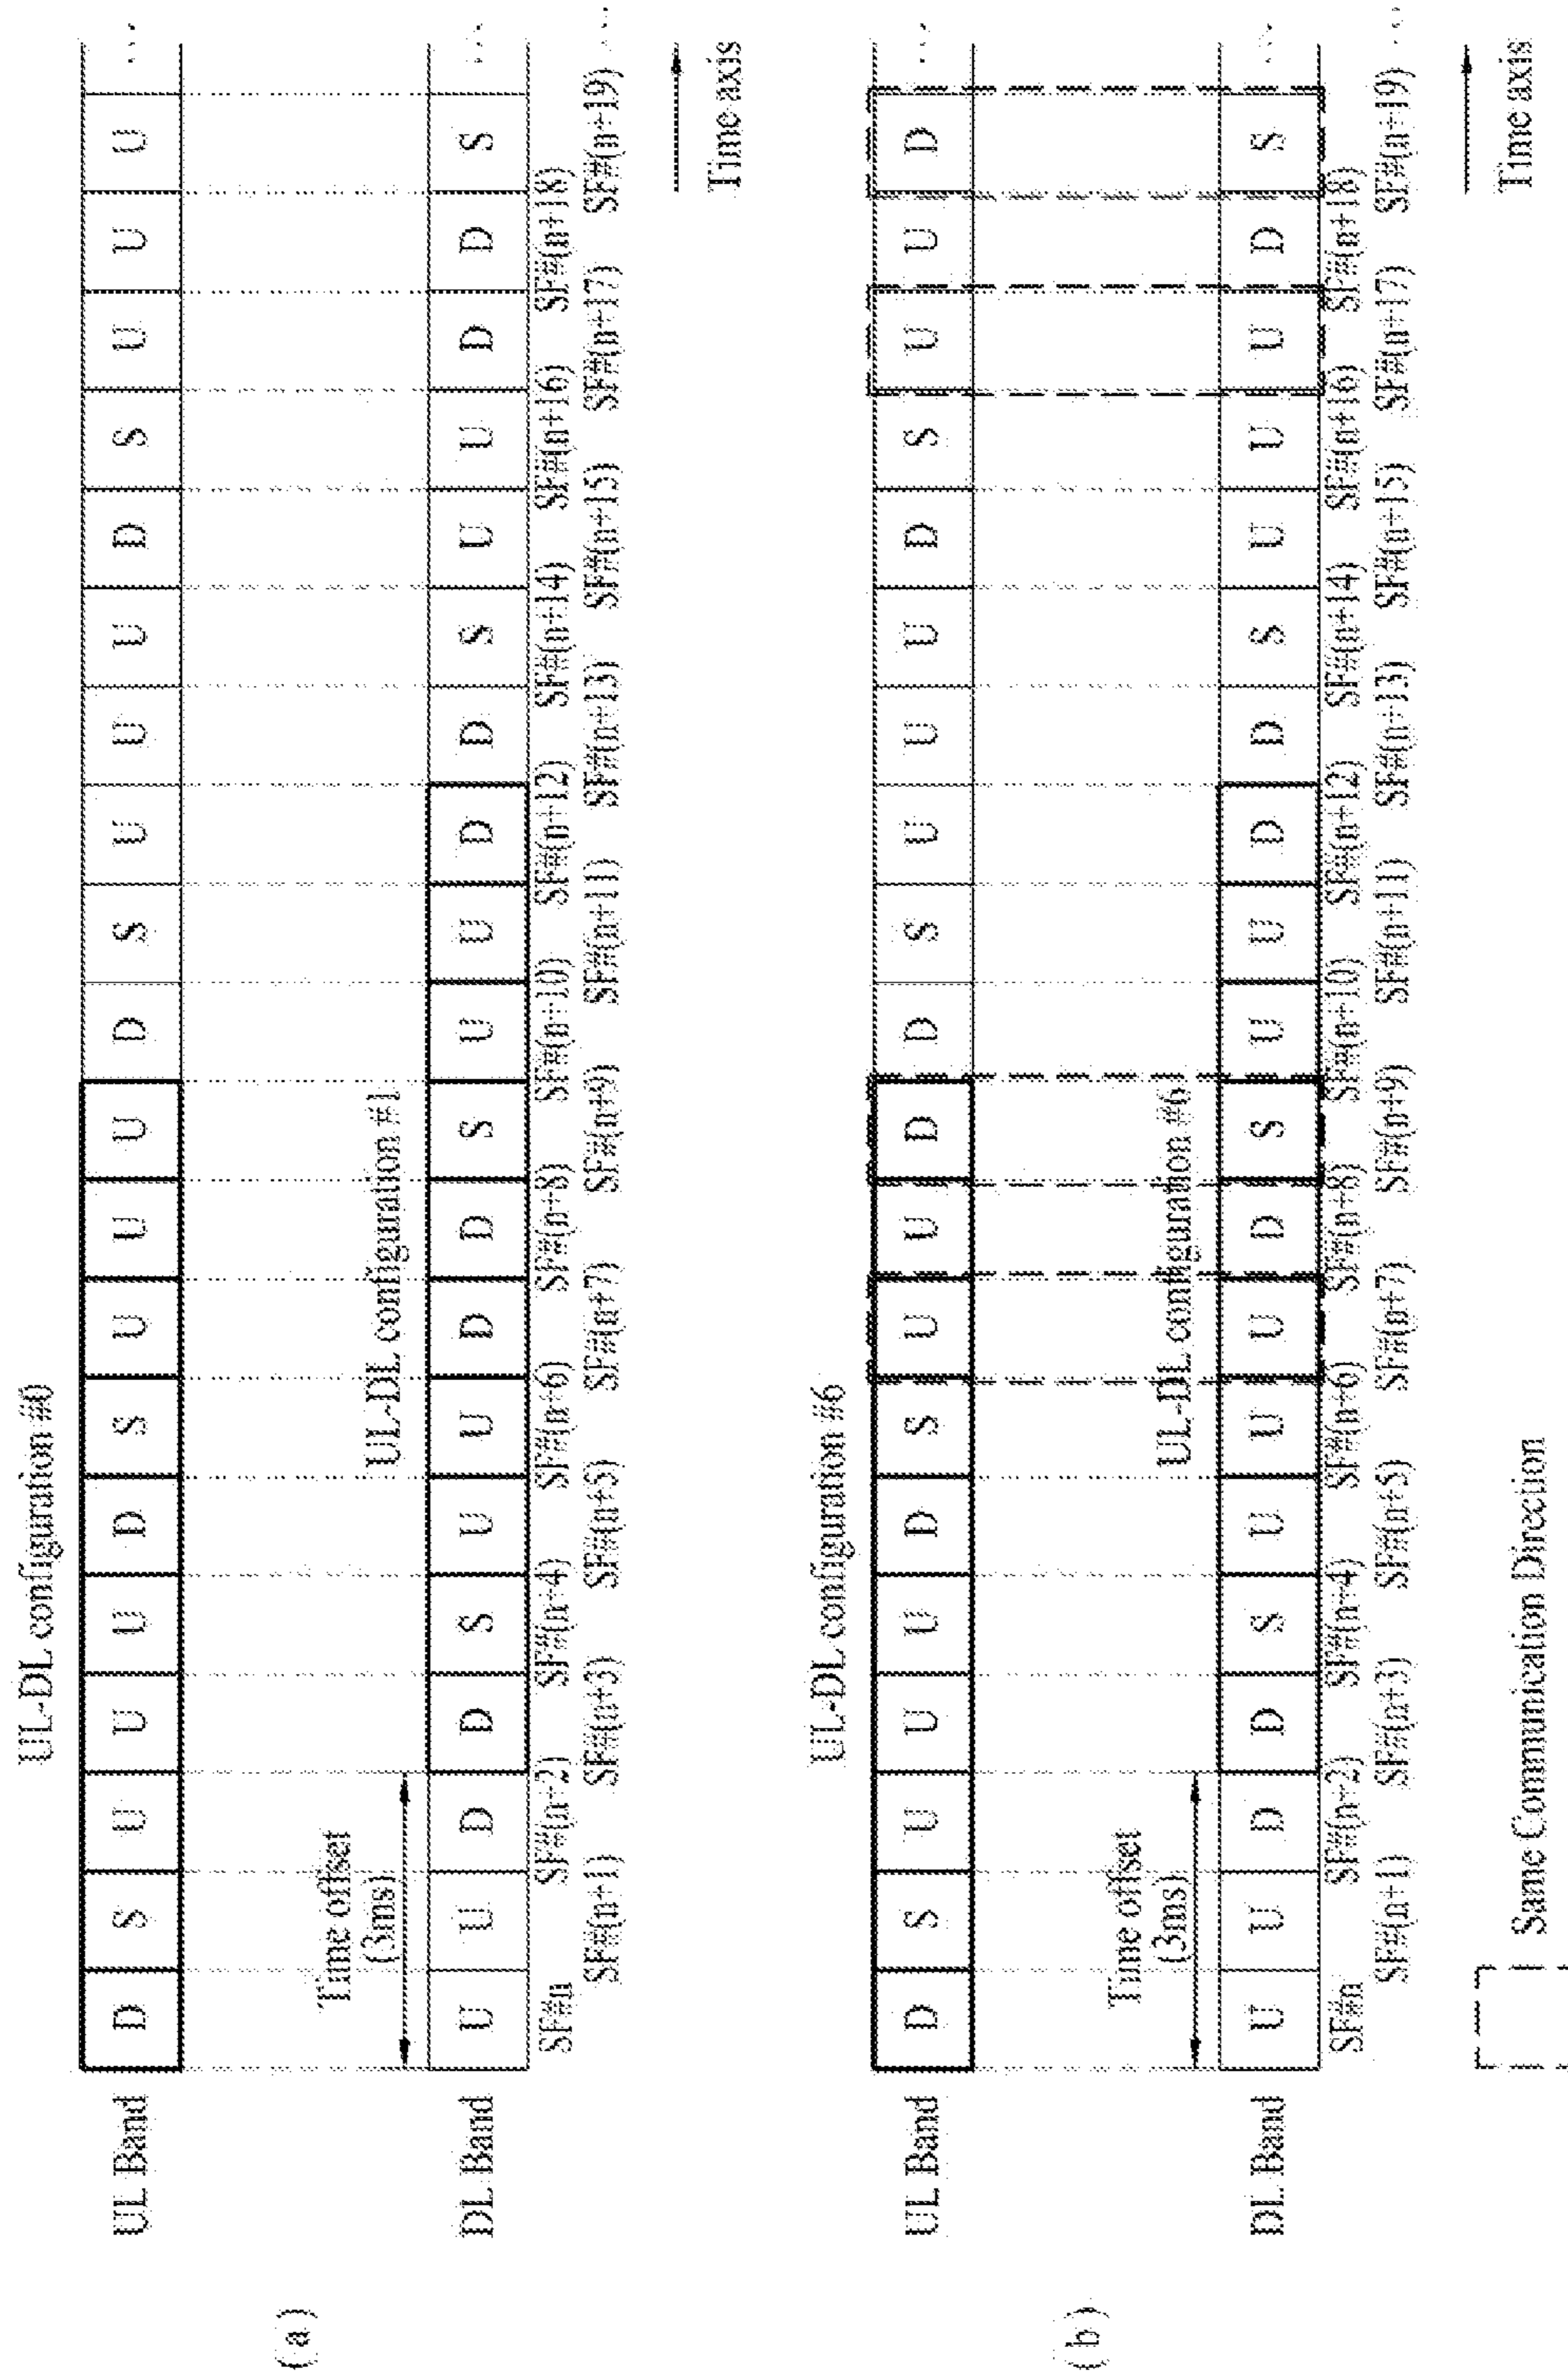 (a)
UL-DL configuration #0
UL Band D S U U U D S U U U D S U U U D S U U U ...
Time offset
(3ms)
UL-DL configuration #1
DL Band U U D D S U U D D S U U D D S U U D D S ...
SF#n SF#(n+2) SF#(n+4) SF#(n+6) SF#(n+8) SF#(n+10) SF#(n+12) SF#(n+14) SF#(n+16) SF#(n+18)
SF#(n+1) SF#(n+3) SF#(n+5) SF#(n+7) SF#(n+9) SF#(n+11) SF#(n+13) SF#(n+15) SF#(n+17) SF#(n+19) ...
Time axis
(b)
UL-DL configuration #6
UL Band D S U U U D S U U D D S U U U D S U U D ...
Time offset
(3ms)
UL-DL configuration #6
DL Band U U D D S U U U D S U U D D S U U U D S ...
SF#n SF#(n+2) SF#(n+4) SF#(n+6) SF#(n+8) SF#(n+10) SF#(n+12) SF#(n+14) SF#(n+16) SF#(n+18)
SF#(n+1) SF#(n+3) SF#(n+5) SF#(n+7) SF#(n+9) SF#(n+11) SF#(n+13) SF#(n+15) SF#(n+17) SF#(n+19) ...
Time axis
Same Communication Direction